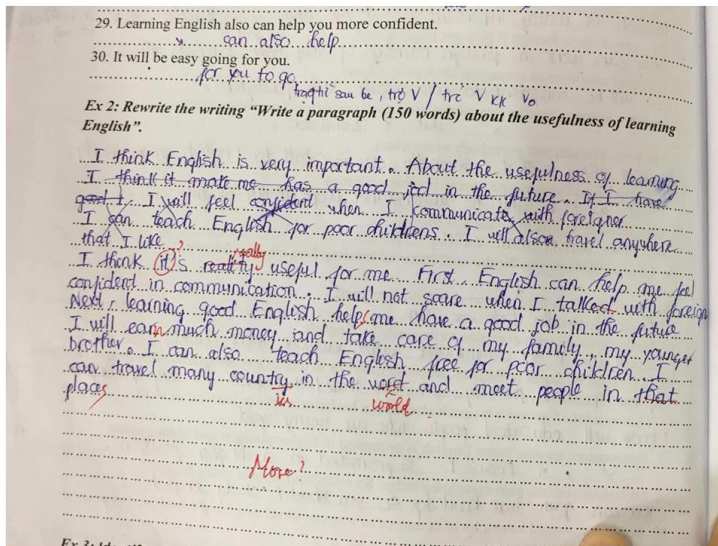 29. Learning English also can help you more confident.
can also help
30. It will be easy going for you.
for you to go
trạng từ sau be, trc V / trc V
Ex 2: Rewrite the writing "Write a paragraph (150 words) about the usefulness of learning
English".
I think English is very important. About the usefulness of learning
I think it make me has a good job in the future. If I have
good I will feel confident when I communicate with foreigner
I can teach English for poor childrens. I will also travel anywhere
that I like
I think it's really useful for me. First, English can help me feel
confident in communication. I will not scare when I talked with foreign
Next, learning good English help me have a good job in the future
I will earn much money and take care of my family, my younger
brother. I can also teach English free for poor children. I
can travel many country in the word and meet people in that
places
ies
world
More?